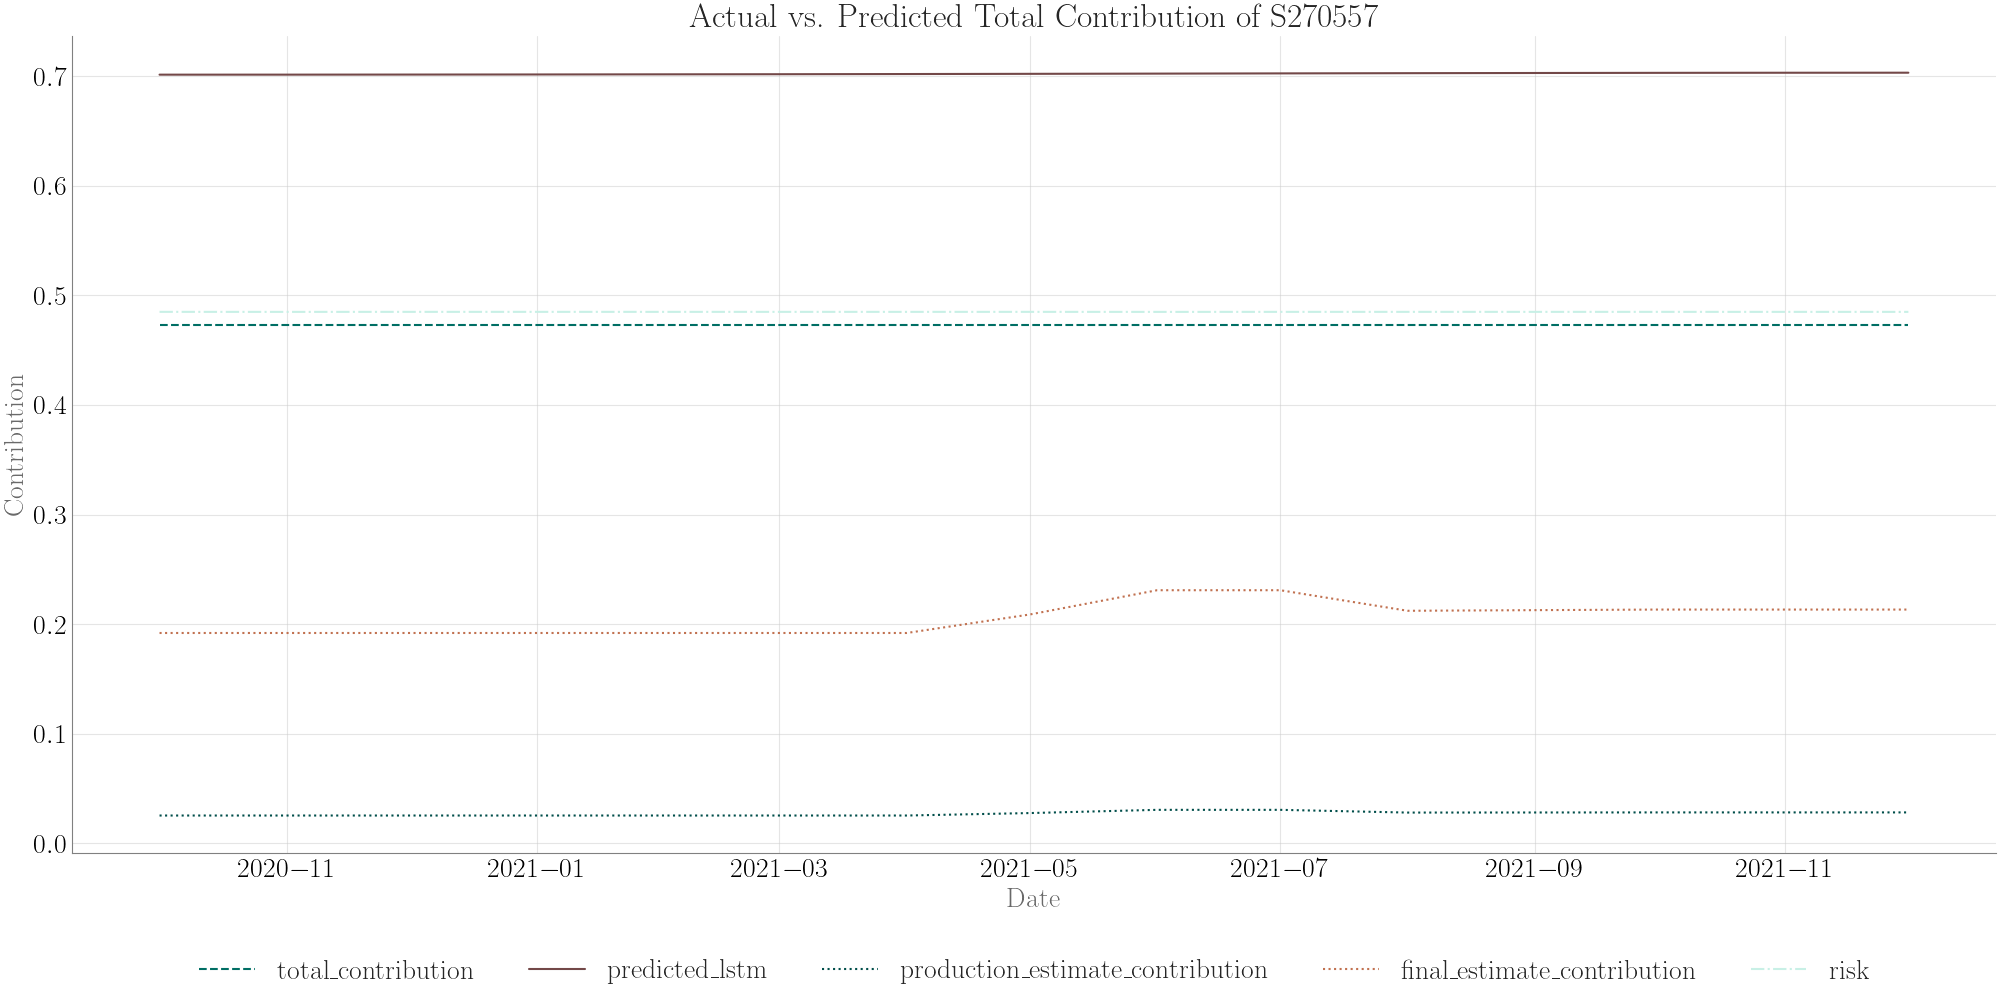 Actual vs. Predicted Total Contribution of S270557
0.7
0.6
0.5
0.4
0.3
0.2
0.1
0.0
Contribution
2020–11 2021–01 2021–03 2021–05 2021–07 2021–09 2021–11
Date
total_contribution predicted_lstm production_estimate_contribution final_estimate_contribution risk